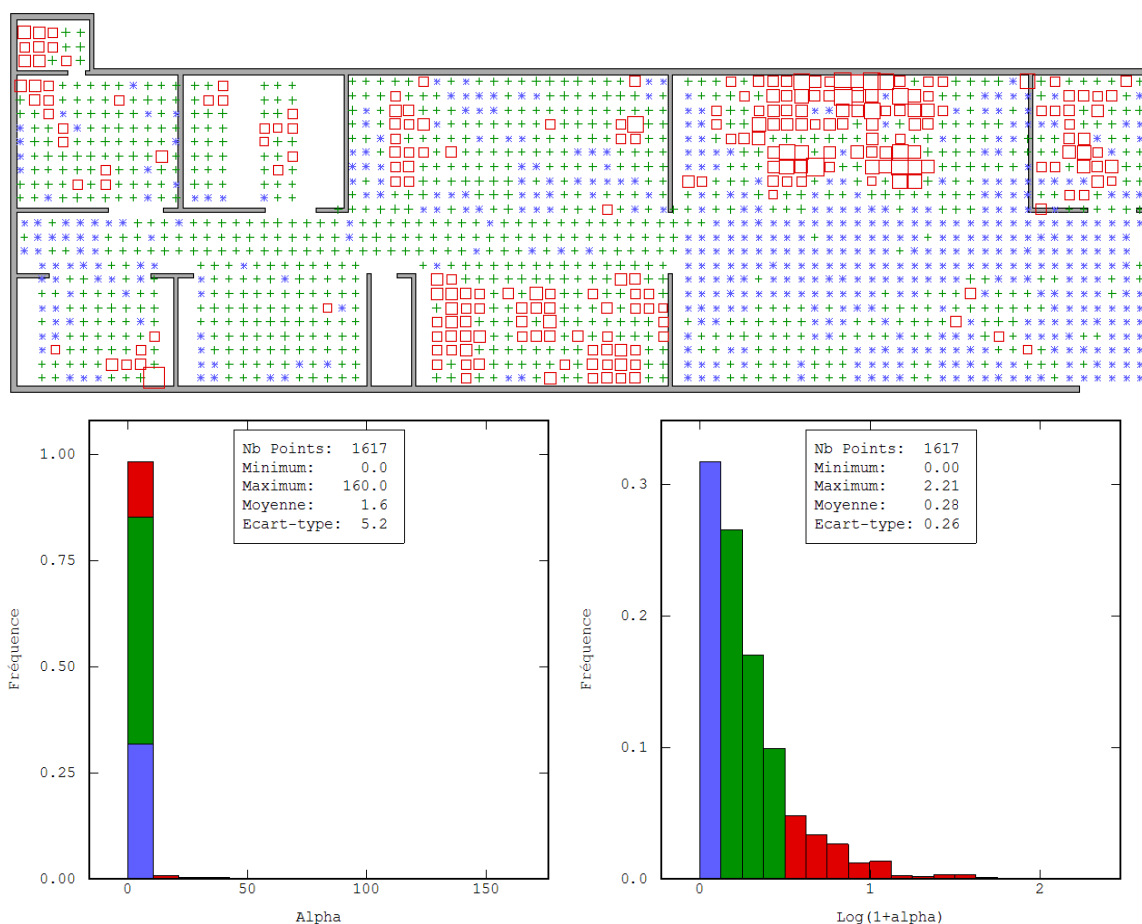 Nb Points: 1617
Minimum: 0.0
Maximum: 160.0
Moyenne: 1.6
Ecart-type: 5.2
1.00
0.75
0.50
0.25
0.00
Fréquence
0
50
100
150
Alpha
Nb Points: 1617
Minimum: 0.00
Maximum: 2.21
Moyenne: 0.28
Ecart-type: 0.26
0.3
0.2
0.1
0.0
Fréquence
0
1
2
Log(1+alpha)